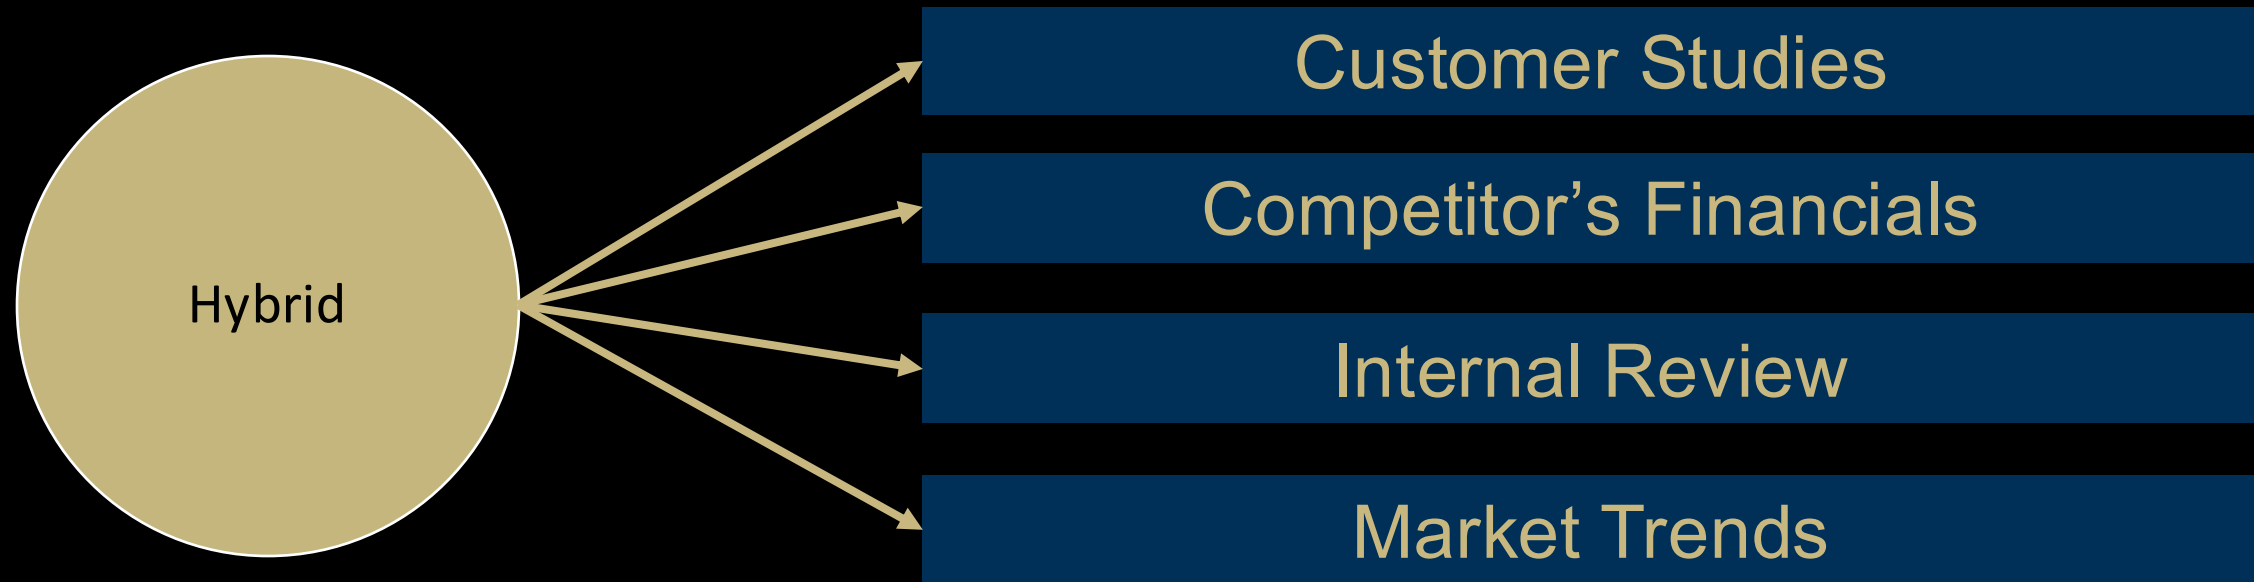 Hybrid
Customer Studies
Competitor’s Financials
Internal Review
Market Trends